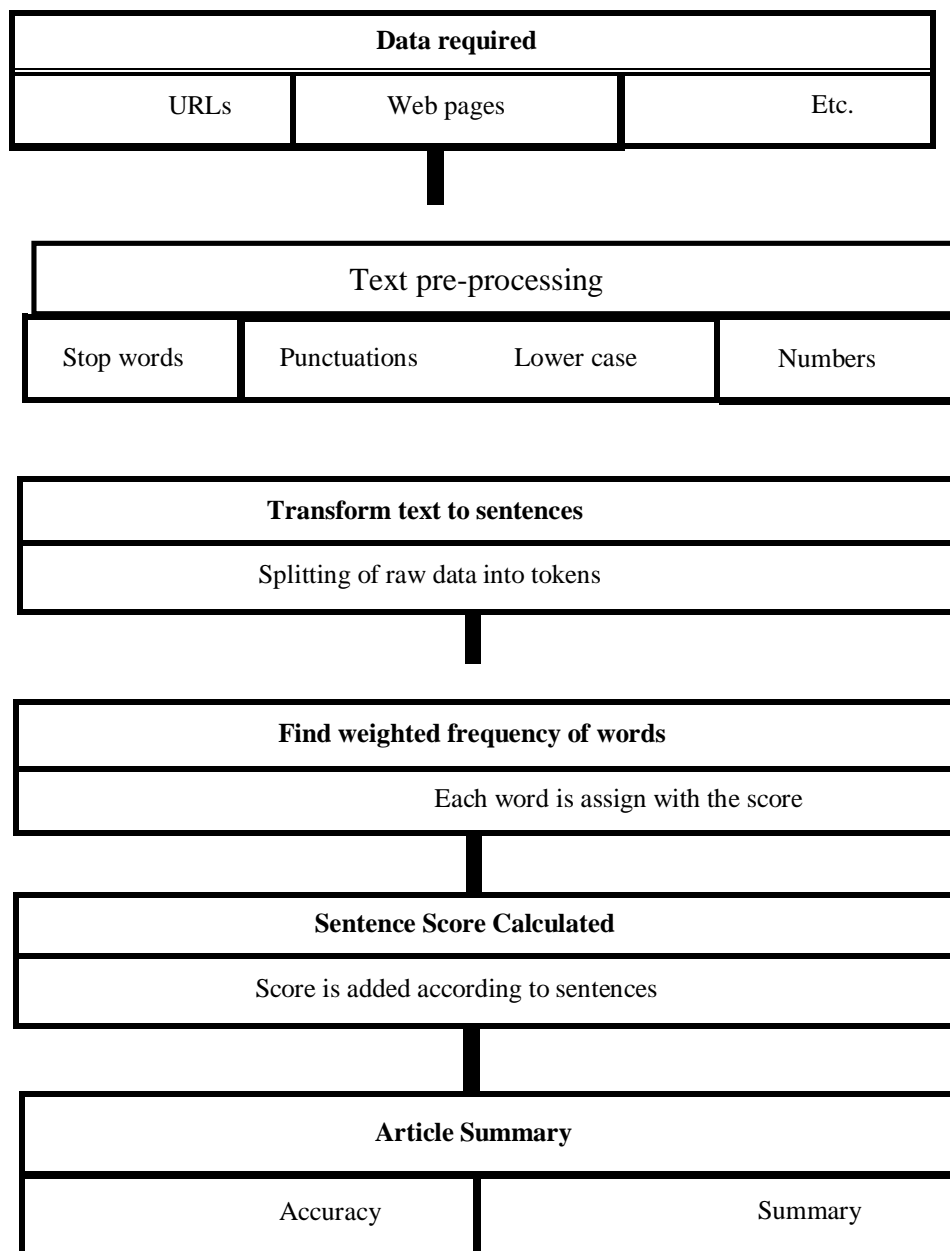 Data required
URLs Web pages Etc.
Text pre-processing
Stop words Punctuations Lower case Numbers
Transform text to sentences
Splitting of raw data into tokens
Find weighted frequency of words
Each word is assign with the score
Sentence Score Calculated
Score is added according to sentences
Article Summary
Accuracy Summary